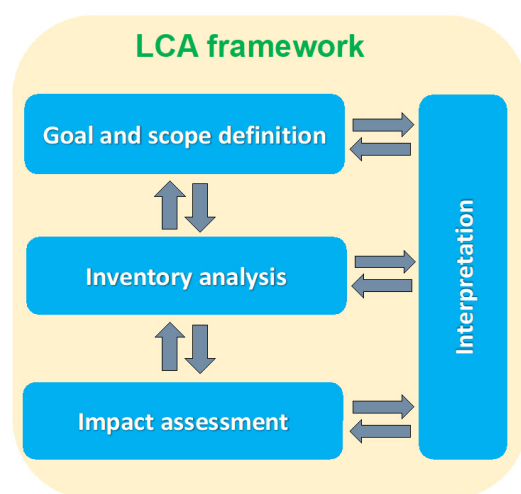 LCA framework
Goal and scope definition
Inventory analysis
Impact assessment
Interpretation